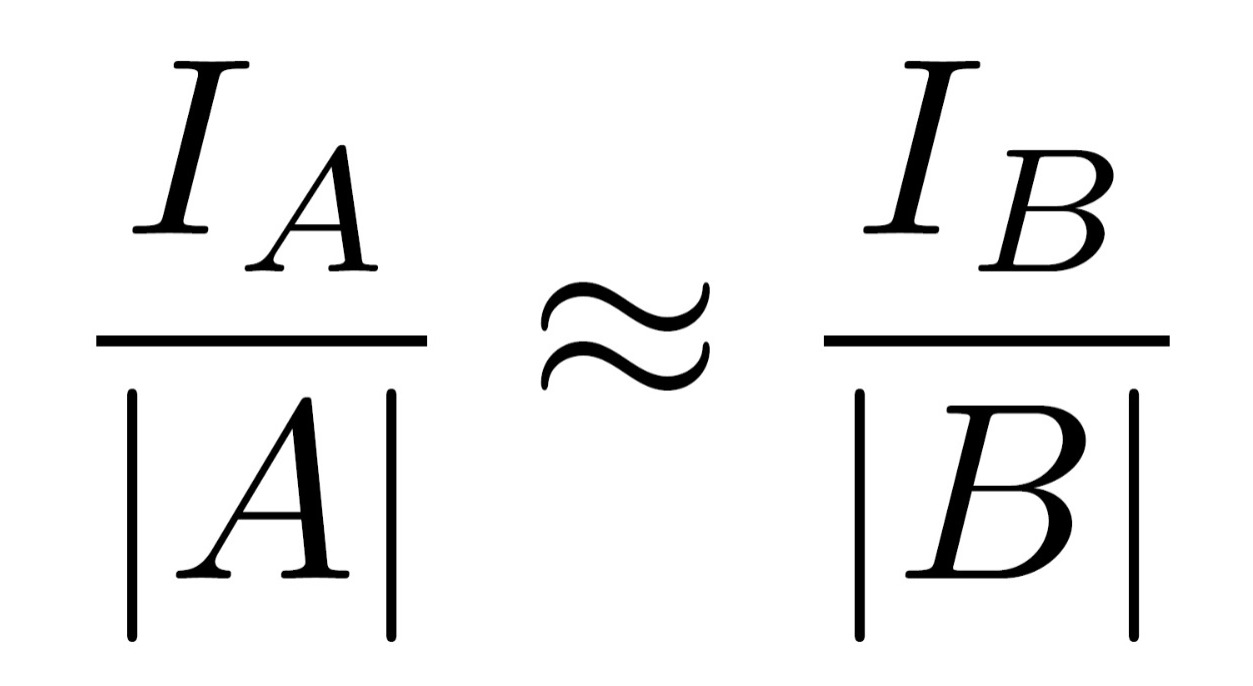 I_A / |A| ≈ I_B / |B|